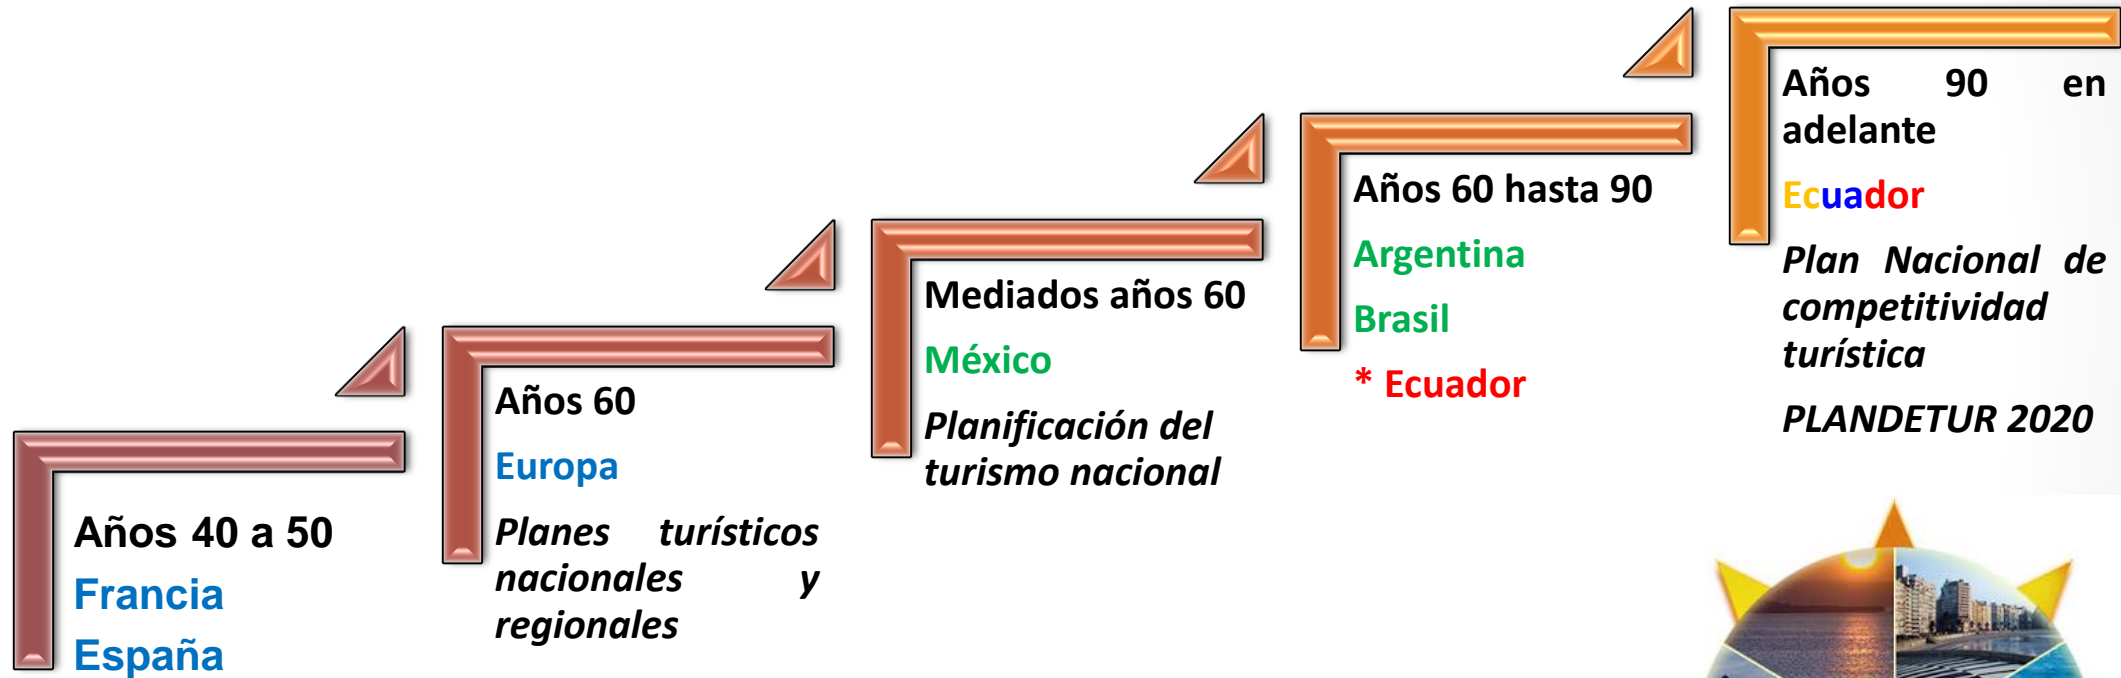 Años 40 a 50
Francia
España
Años 60
Europa
Planes turísticos
nacionales y
regionales
Mediados años 60
México
Planificación del
turismo nacional
Años 60 hasta 90
Argentina
Brasil
* Ecuador
Años 90 en
adelante
Ecuador
Plan Nacional de
competitividad
turística
PLANDETUR 2020